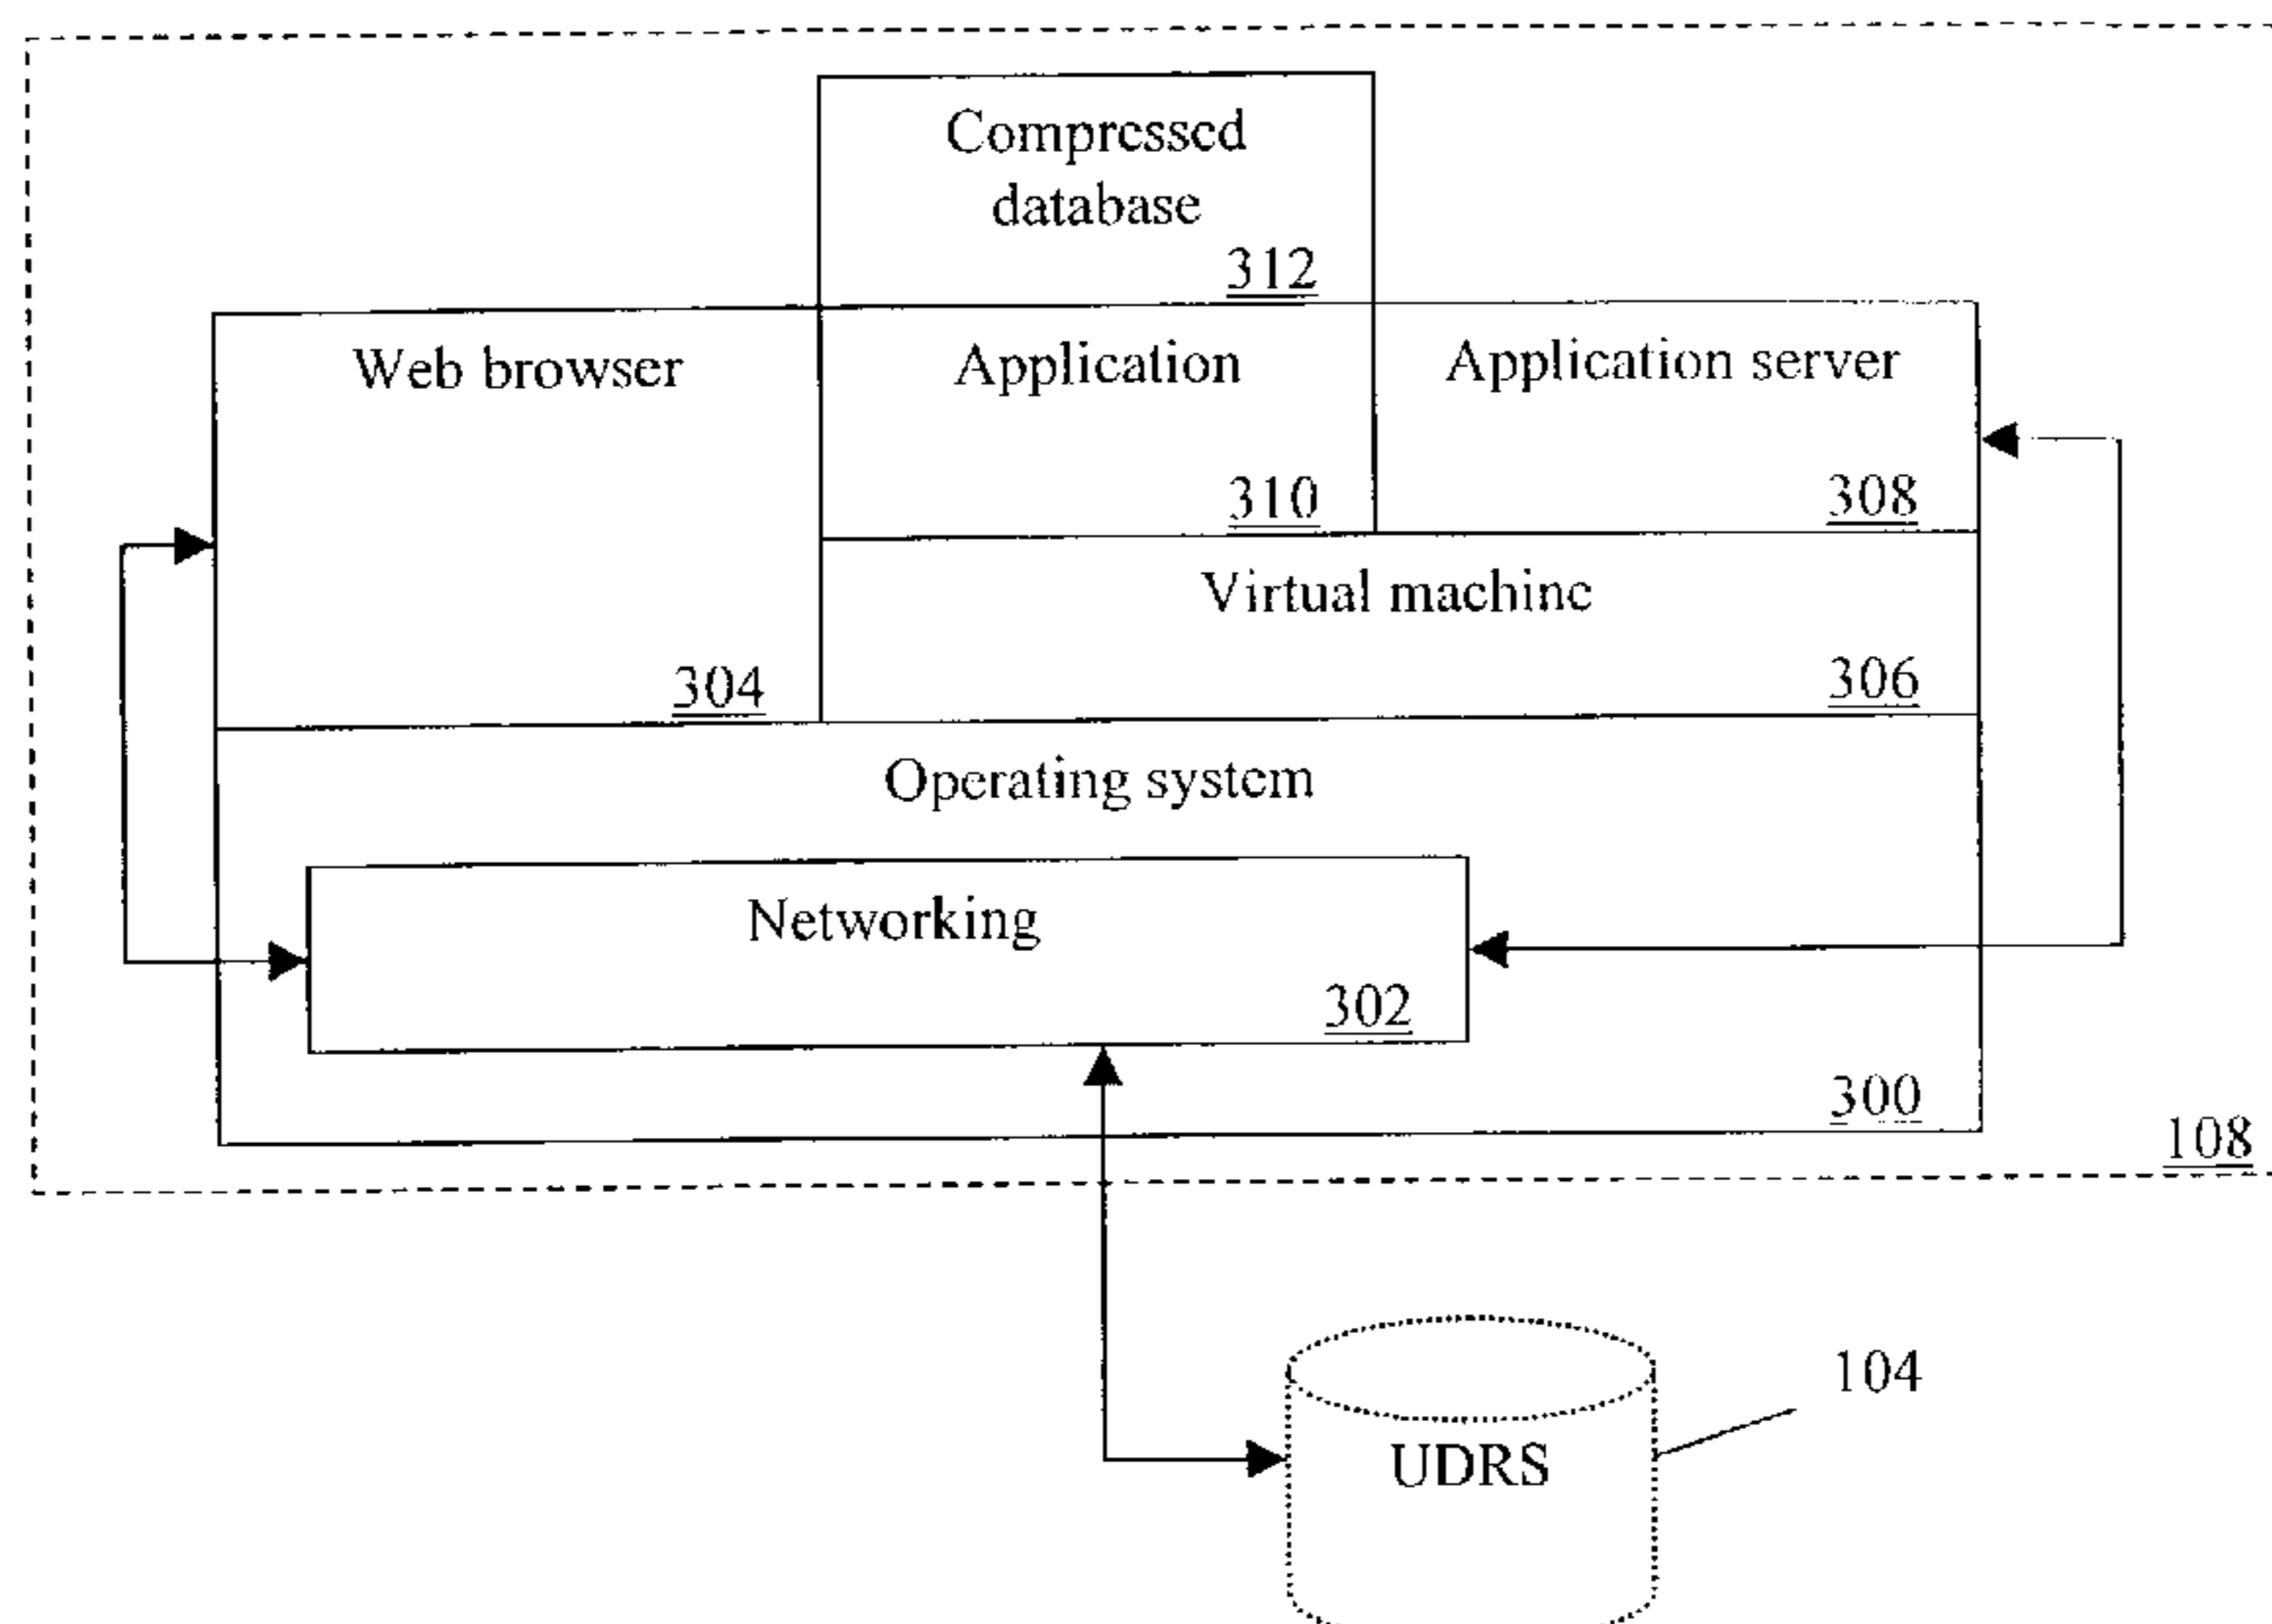 Compressed
database
312
Web browser
Application
Application server
310
308
Virtual machine
304
306
Operating system
Networking
302
300
108
104
UDRS